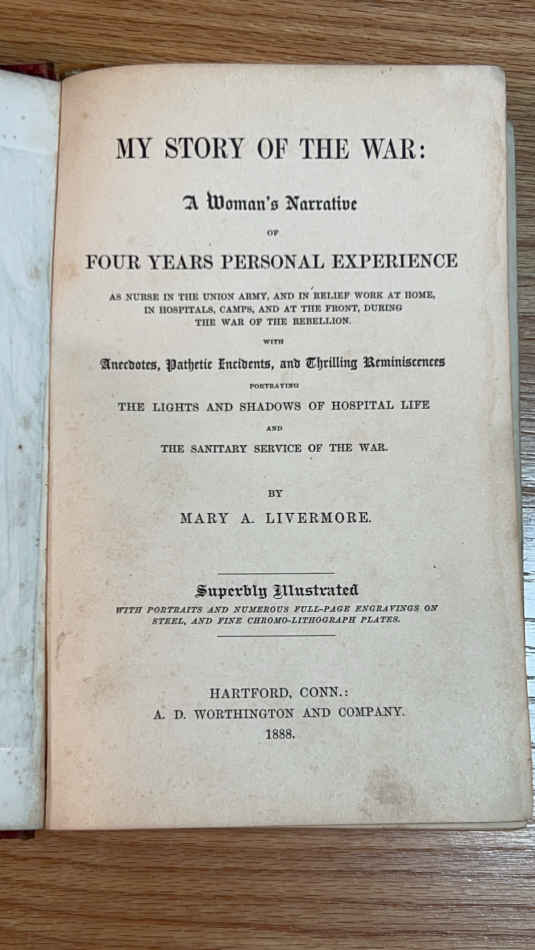 MY STORY OF THE WAR:
A Woman's Narrative
OF
FOUR YEARS PERSONAL EXPERIENCE
AS NURSE IN THE UNION ARMY, AND IN RELIEF WORK AT HOME,
IN HOSPITALS, CAMPS, AND AT THE FRONT, DURING
THE WAR OF THE REBELLION.
WITH
Anecdotes, Pathetic Incidents, and Thrilling Reminiscences
PORTRAYING
THE LIGHTS AND SHADOWS OF HOSPITAL LIFE
AND
THE SANITARY SERVICE OF THE WAR.
BY
MARY A. LIVERMORE.
Superbly Illustrated
WITH PORTRAITS AND NUMEROUS FULL-PAGE ENGRAVINGS ON
STEEL, AND FINE CHROMO-LITHOGRAPH PLATES.
HARTFORD, CONN.:
A. D. WORTHINGTON AND COMPANY.
1888.